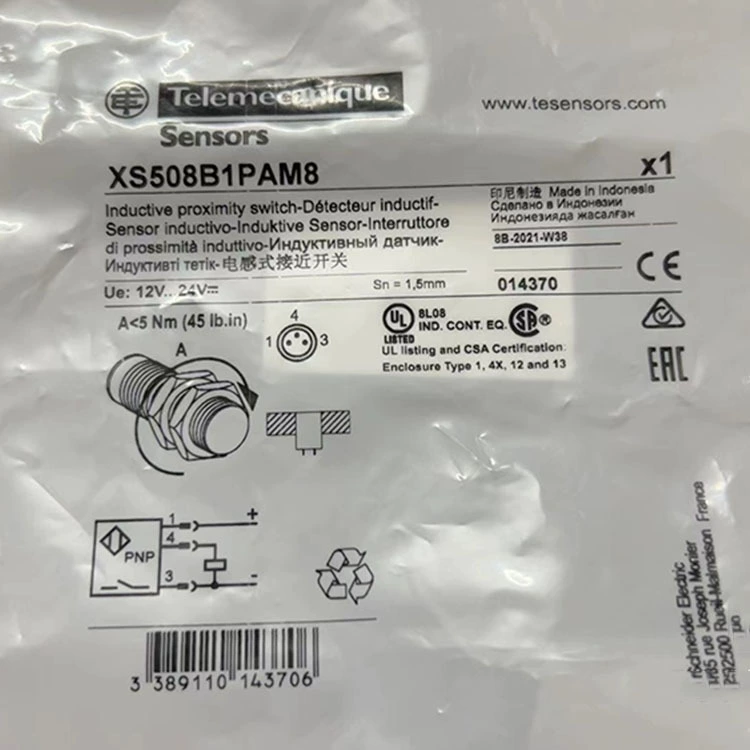 Telemecanique
Sensors
www.tesensors.com
XS508B1PAM8
x1
Inductive proximity switch-Détecteur inductif-
Sensor inductivo-Induktive Sensor-Interruttore
di prossimità induttivo-Индуктивный датчик-
Индуктивті тетік-电感式接近开关
印尼制造 Made in Indonesia
Сделано в Индонезии
Индонезияда жасалған
8B-2021-W38
Ue: 12V...24V
Sn = 1,5mm
014370
CE
A<5 Nm (45 lb.in)
4
1
3
UL
LISTED
8L08
IND. CONT. EQ.
SA
®
UL listing and CSA Certification:
Enclosure Type 1, 4X, 12 and 13
EAC
A
1
+
4
PNP
3
-
3 389110 143706
Schneider Electric
rue Joseph Monier
Rueil-Malmaison France